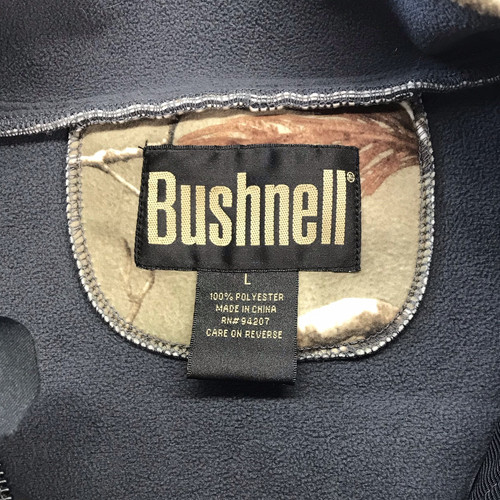 Bushnell®
L
100% POLYESTER
MADE IN CHINA
RN# 94207
CARE ON REVERSE